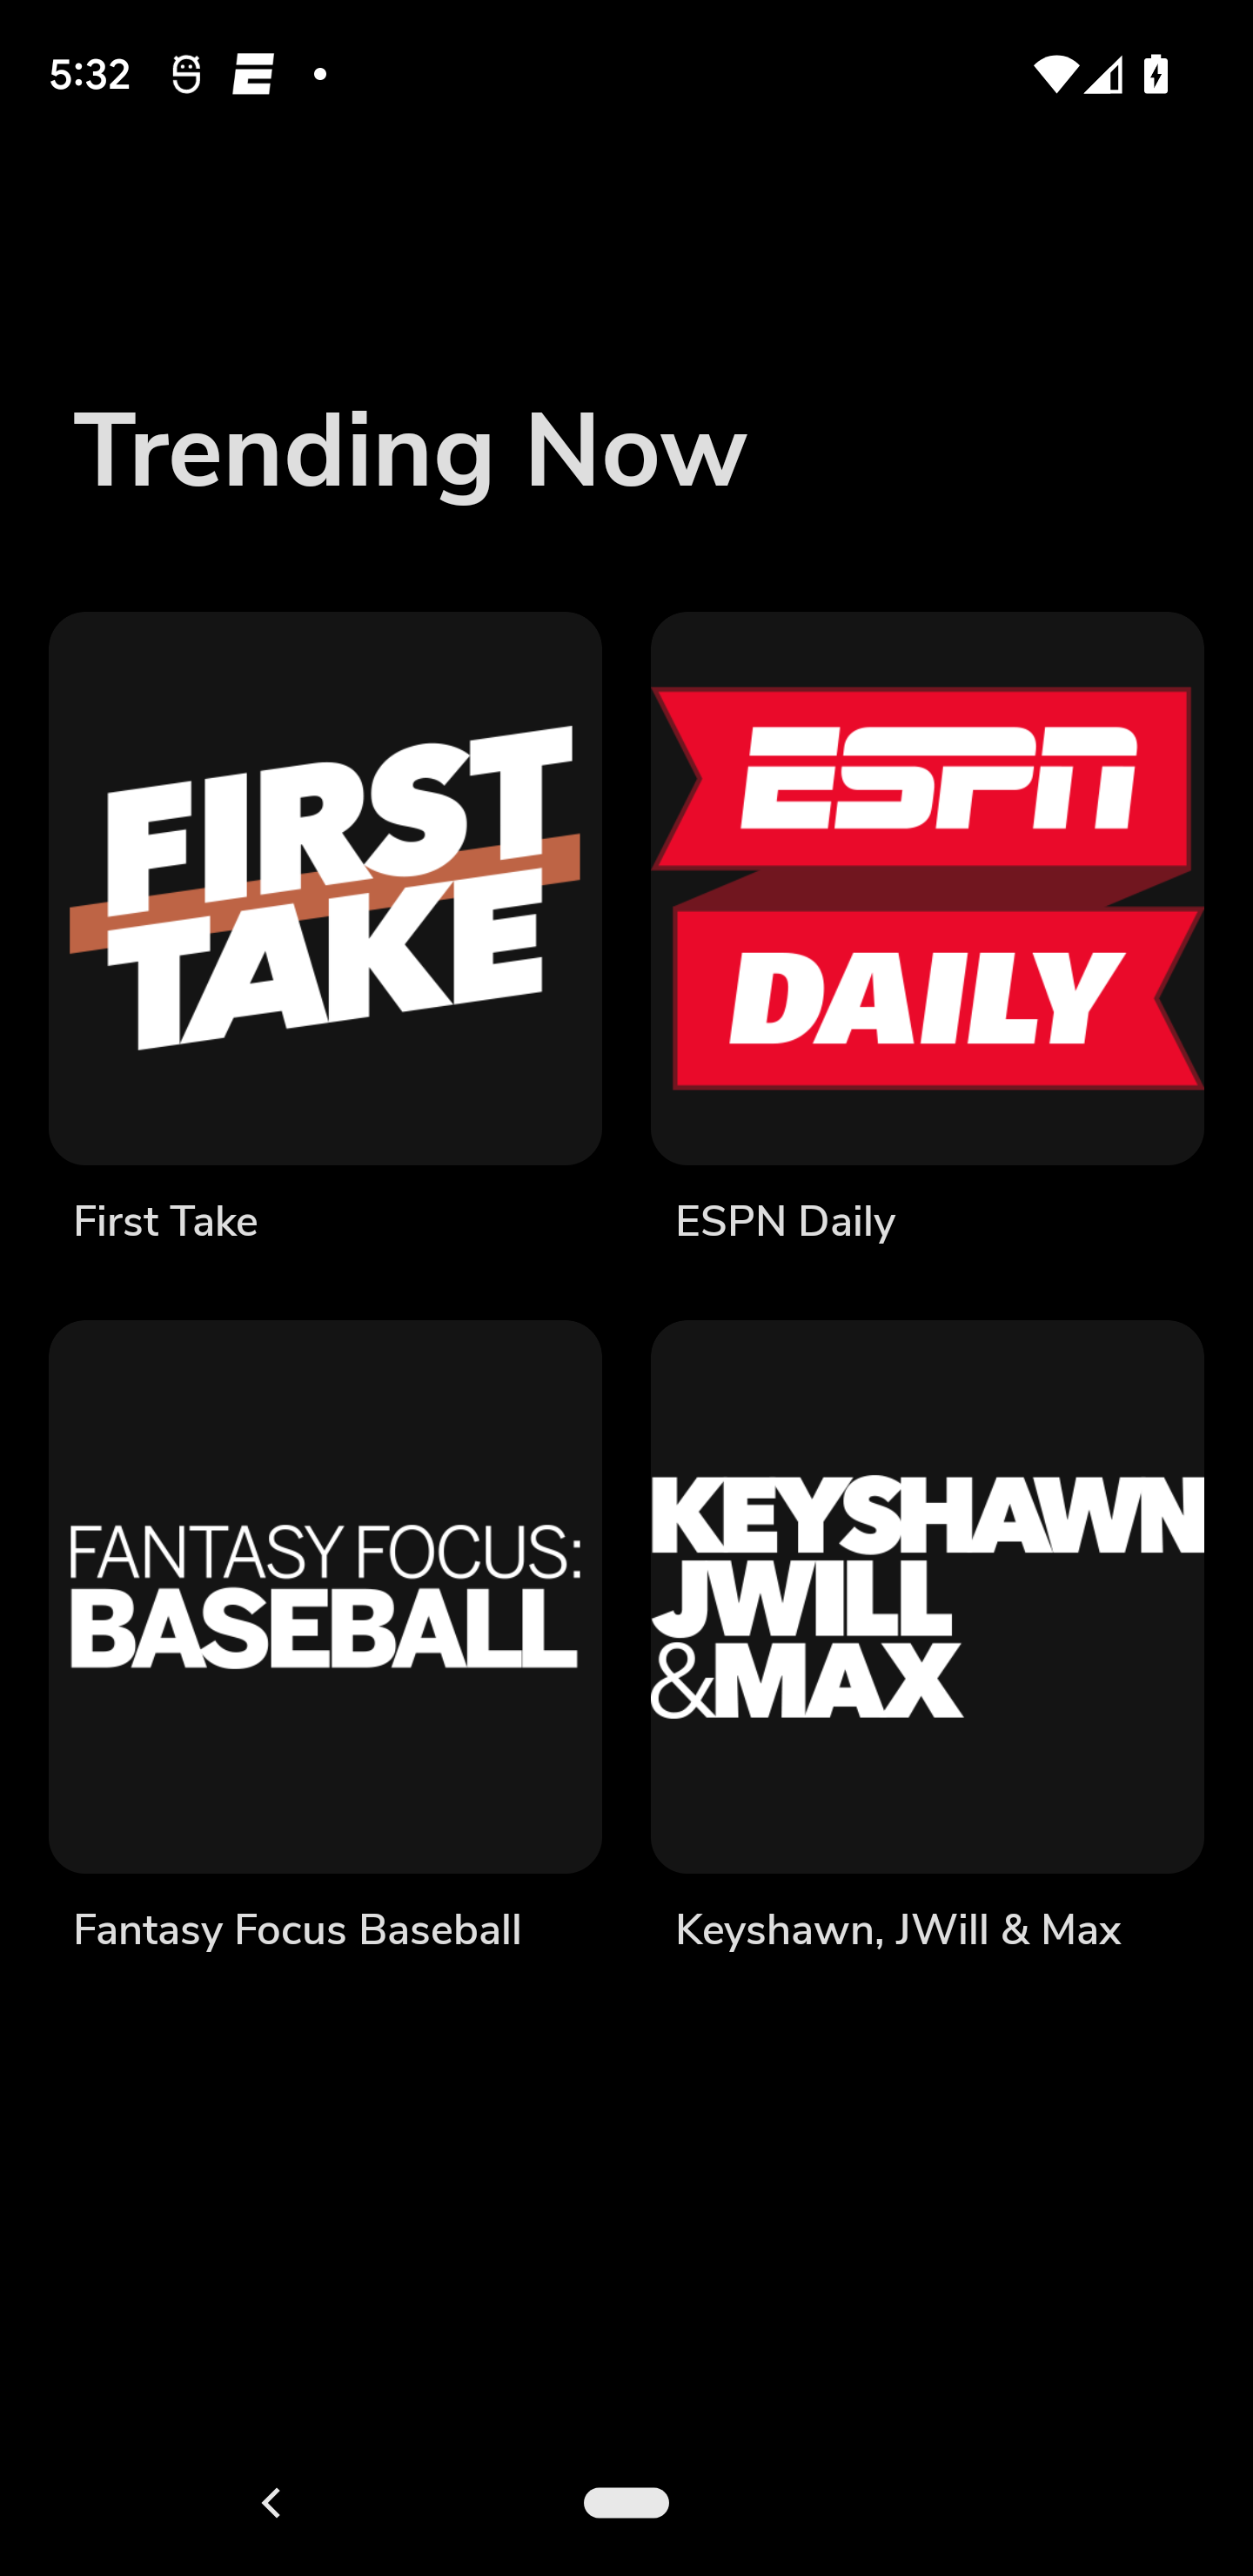 5:32
Trending Now
FIRST
TAKE
ESPN
DAILY
First Take
ESPN Daily
FANTASY FOCUS:
BASEBALL
KEYSHAWN
JWILL
&MAX
Fantasy Focus Baseball
Keyshawn, JWill & Max